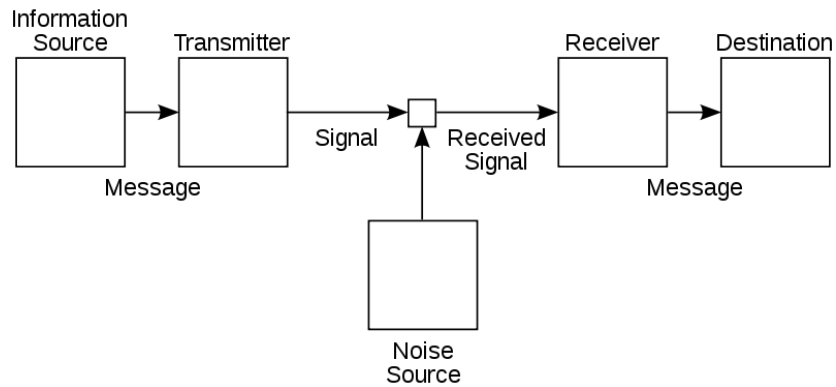 Information
Source
Transmitter
Receiver
Destination
Signal
Received
Signal
Message
Message
Noise
Source